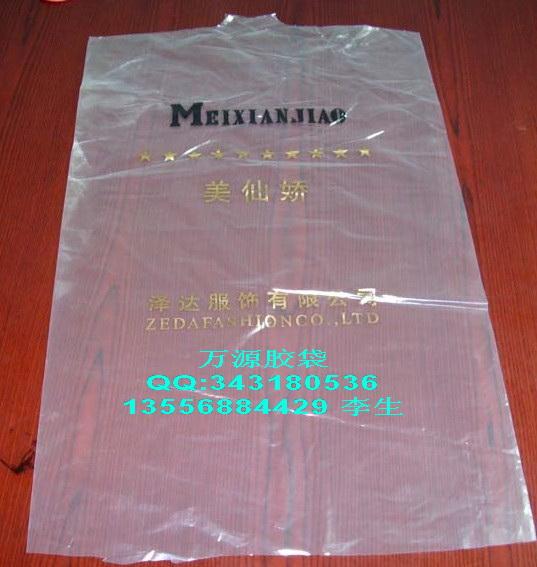 MEIXIANJIAO
★★★★★★★★★★
美仙娇
泽达服饰有限公司
ZEDAFASHIONCO.,LTD
万源胶袋
QQ:343180536
13556884429 李生